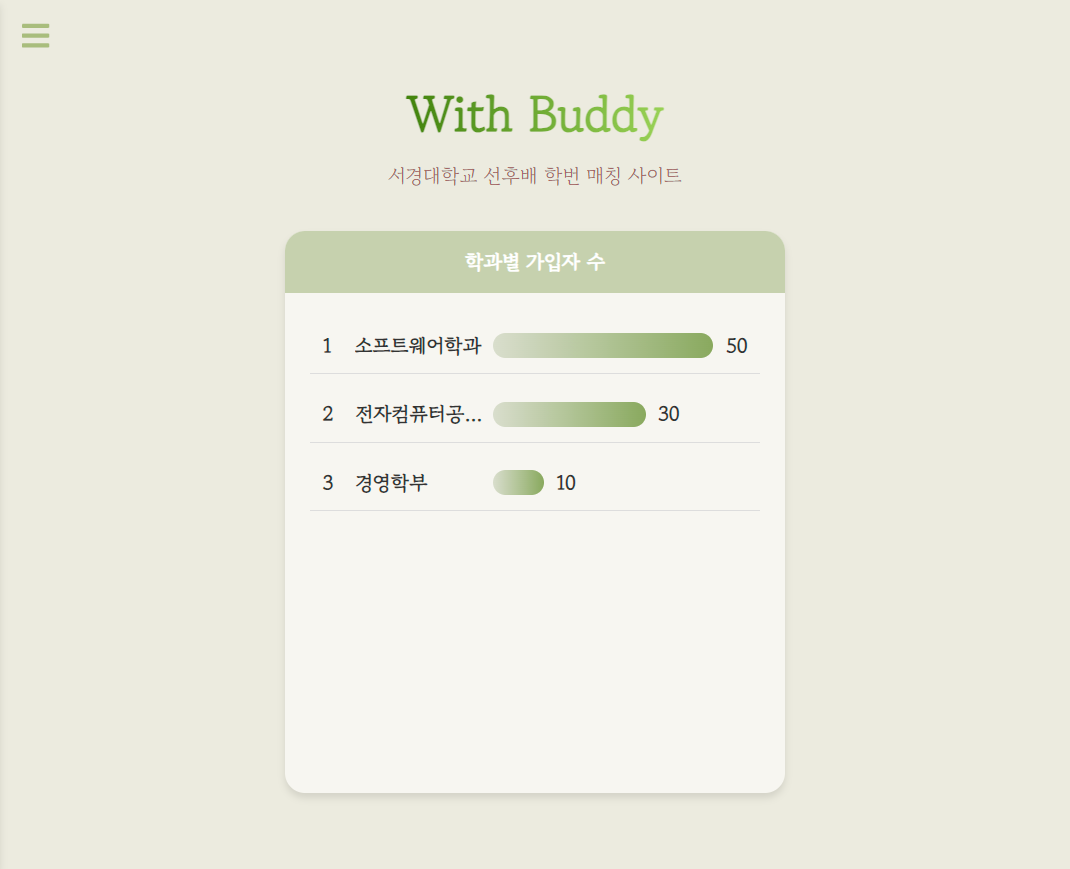 With Buddy
서경대학교 선후배 학번 매칭 사이트
학과별 가입자 수
1 소프트웨어학과 50
2 전자컴퓨터공... 30
3 경영학부 10